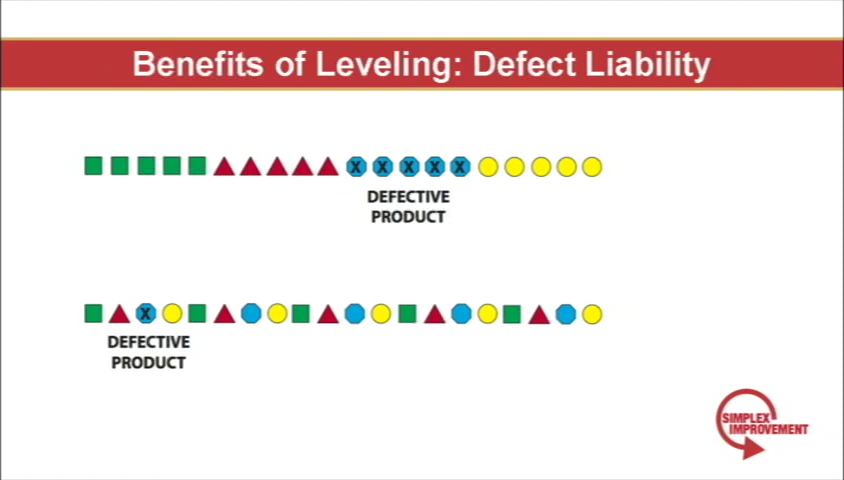 Benefits of Leveling: Defect Liability
X X X X X
DEFECTIVE
PRODUCT
X
DEFECTIVE
PRODUCT
SIMPLEX
IMPROVEMENT